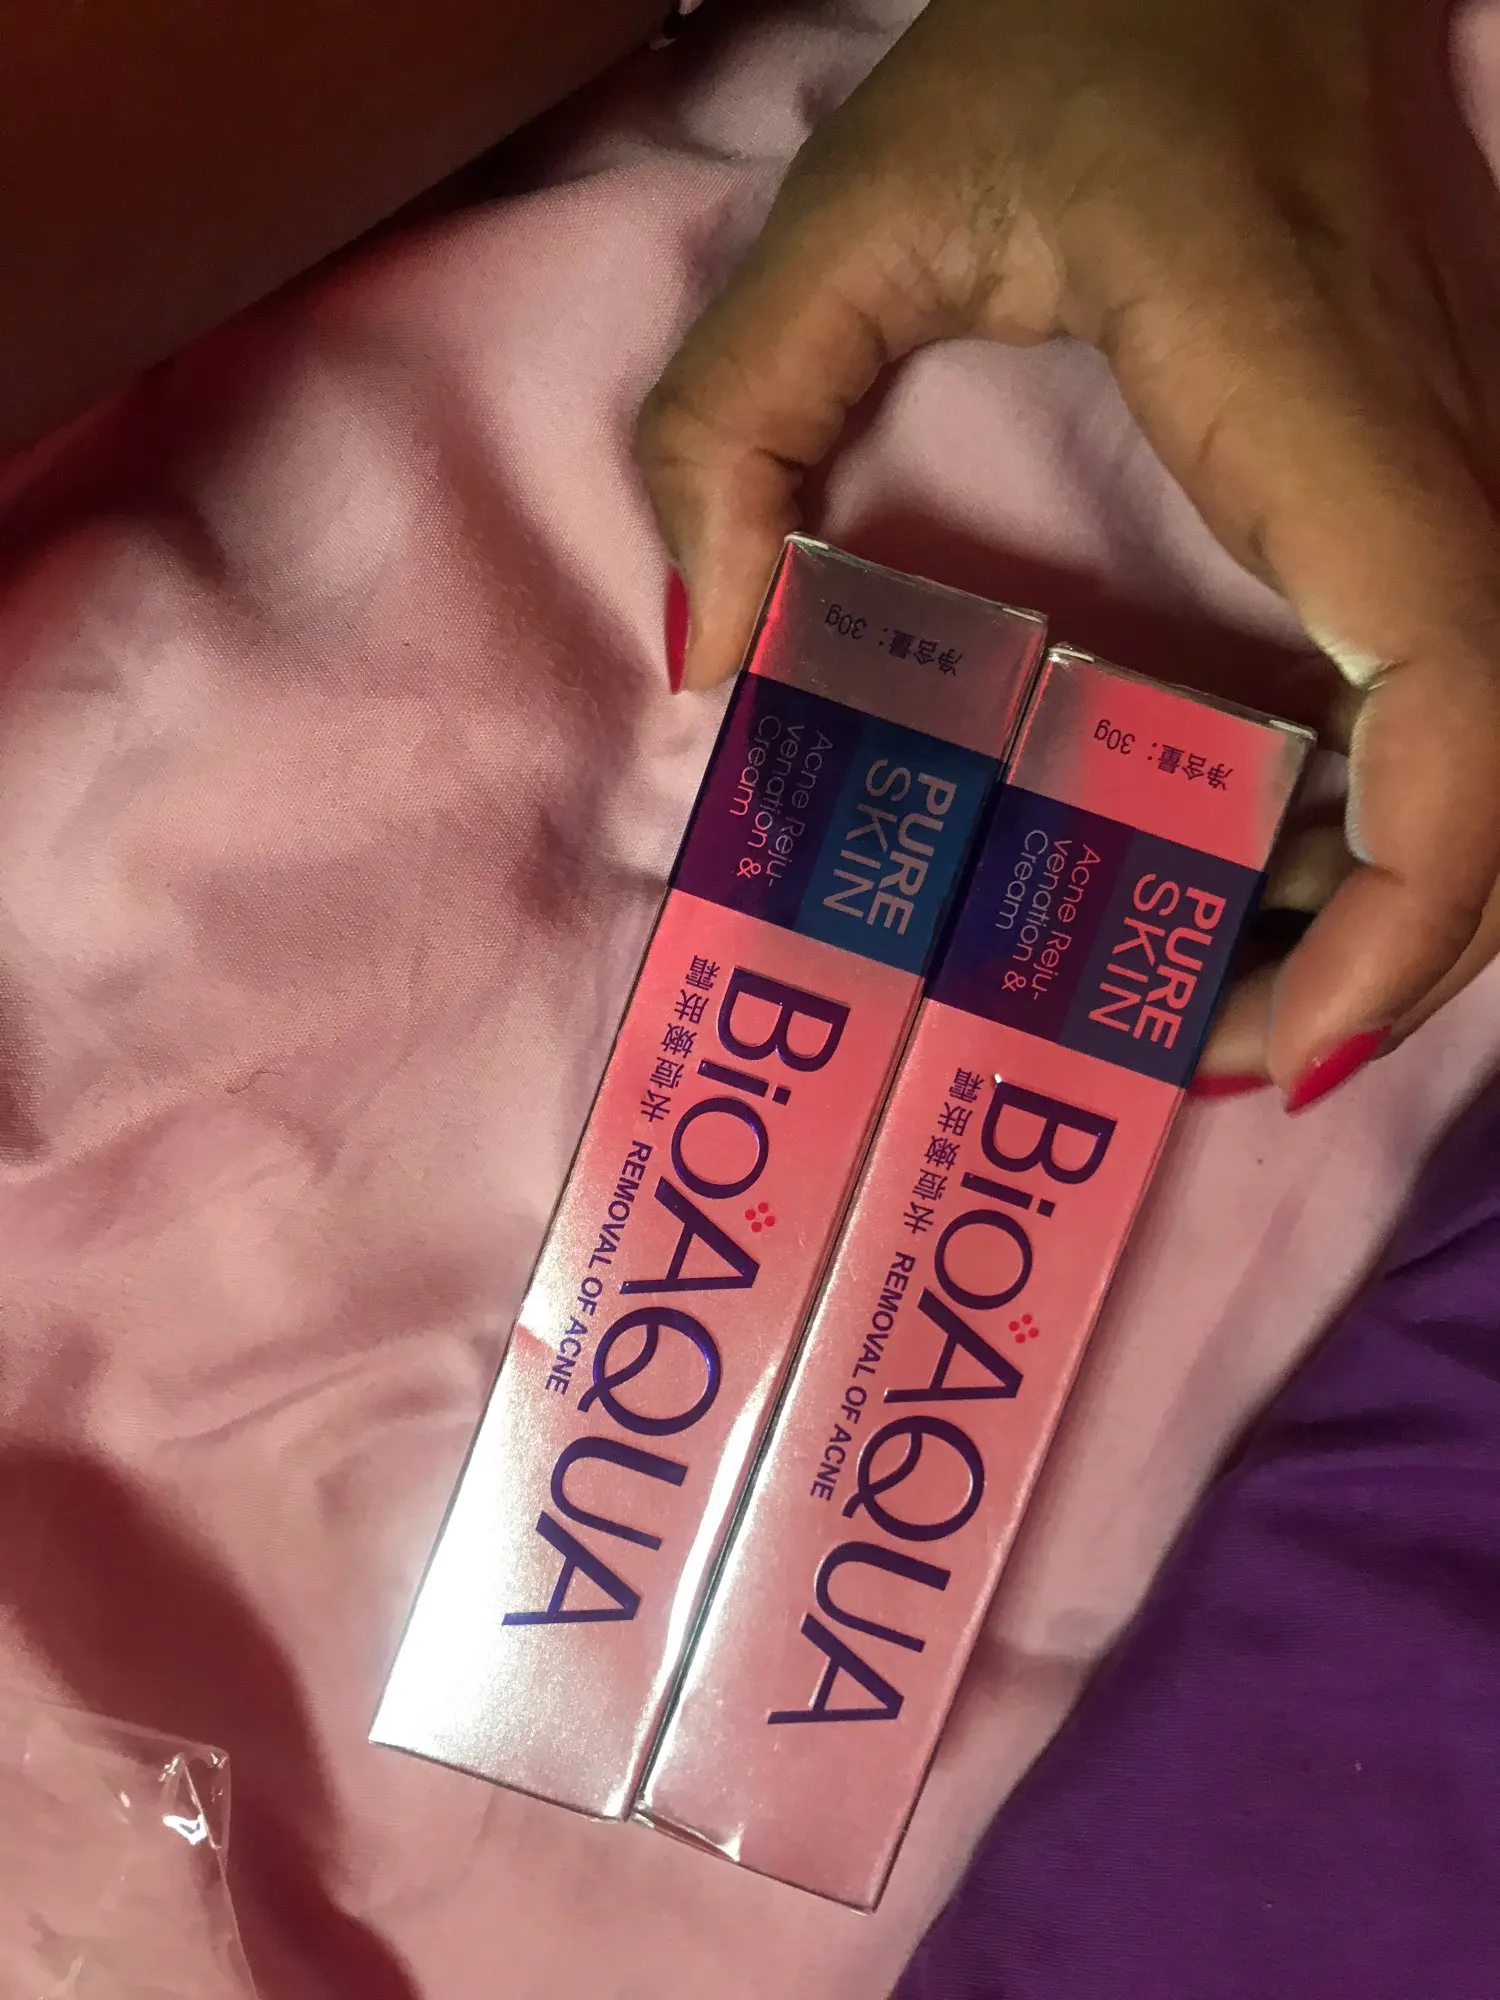 净含量：30g
PURE
SKIN
Acne Reju-
venation &
Cream
BIOAQUA
祛痘嫩肤霜 REMOVAL OF ACNE
净含量：30g
PURE
SKIN
Acne Reju-
venation &
Cream
BIOAQUA
祛痘嫩肤霜 REMOVAL OF ACNE